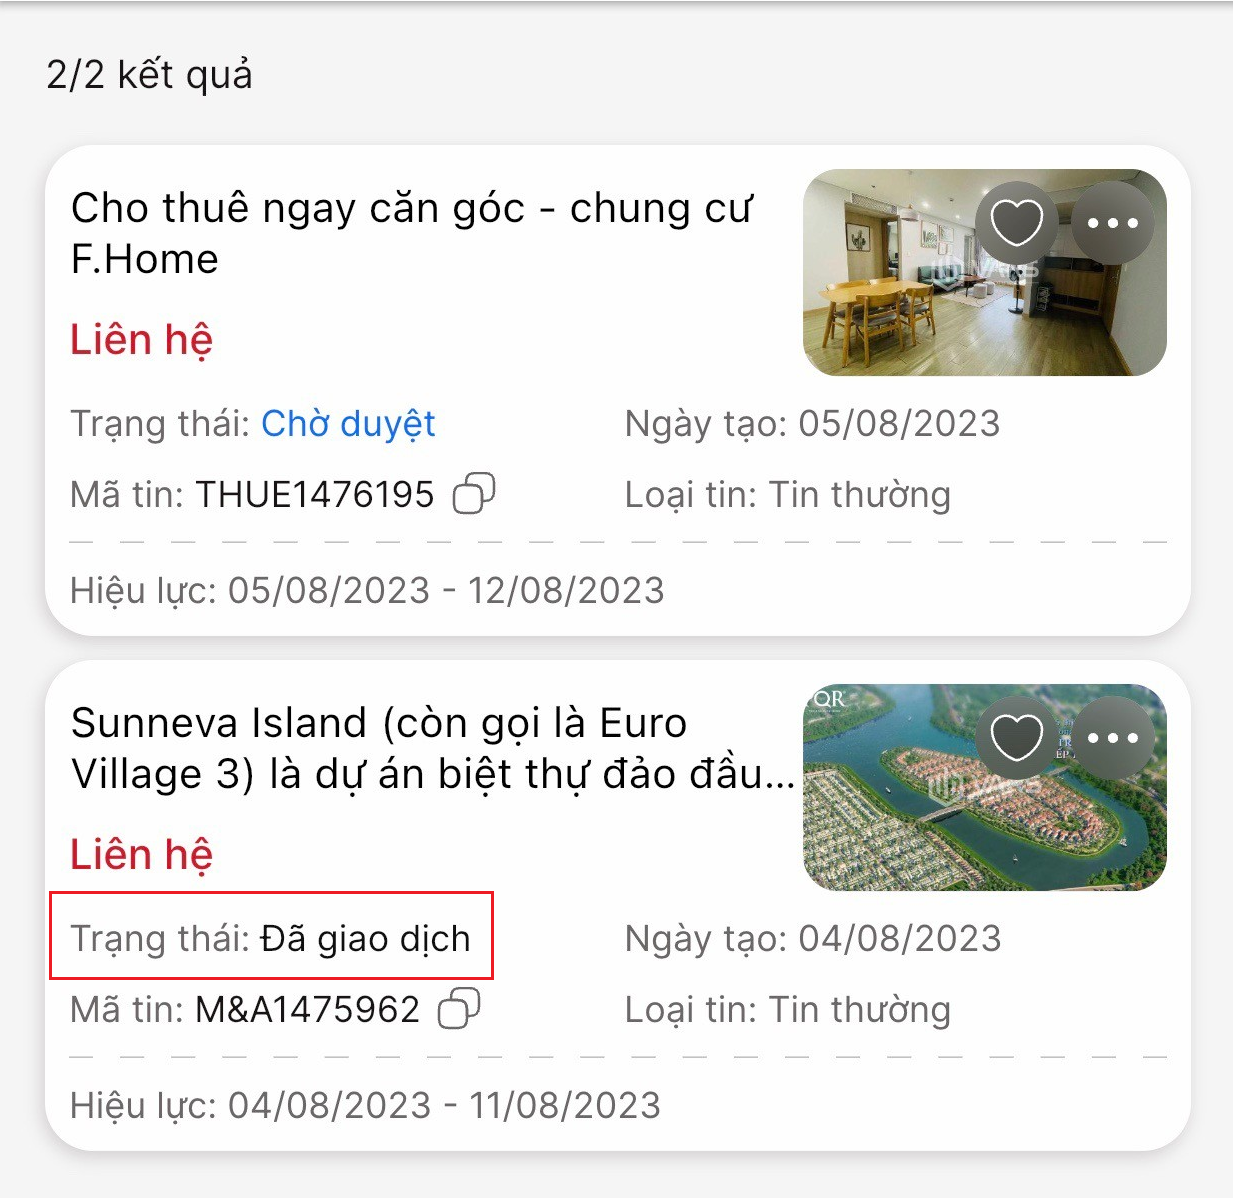 2/2 kết quả
Cho thuê ngay căn góc - chung cư
F.Home
Liên hệ
Trạng thái: Chờ duyệt
Ngày tạo: 05/08/2023
Mã tin: THUE1476195
Loại tin: Tin thường
Hiệu lực: 05/08/2023 - 12/08/2023
Sunneva Island (còn gọi là Euro
Village 3) là dự án biệt thự đảo đầu...
Liên hệ
Trạng thái: Đã giao dịch
Ngày tạo: 04/08/2023
Mã tin: M&A1475962
Loại tin: Tin thường
Hiệu lực: 04/08/2023 - 11/08/2023